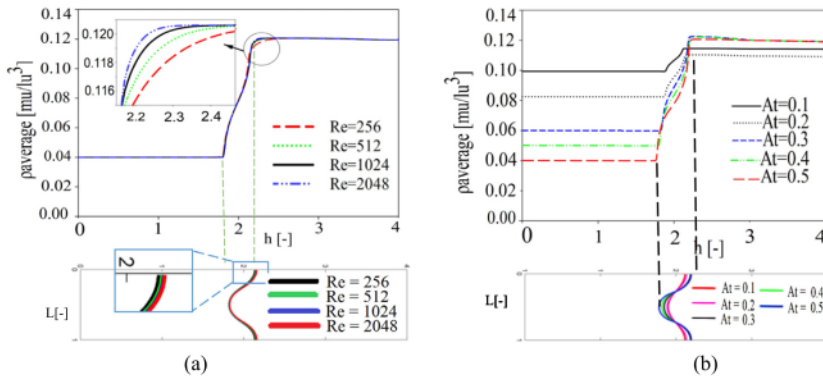 0.14
0.12
0.10
0.08
0.06
0.04
0.02
0.00
ρaverage [mu/lu³]
0.120
0.116
2.2 2.3 2.4
Re=256
Re=512
Re=1024
Re=2048
0 1 2 3 4
h [-]
2
L[-]
Re = 256
Re = 512
Re = 1024
Re = 2048
(a)
0.14
0.12
0.10
0.08
0.06
0.04
0.02
0.00
ρaverage [mu/lu³]
At=0.1
At=0.2
At=0.3
At=0.4
At=0.5
0 1 2 3 4
h [-]
L[-]
At = 0.1
At = 0.2
At = 0.3
At = 0.4
At = 0.5
(b)